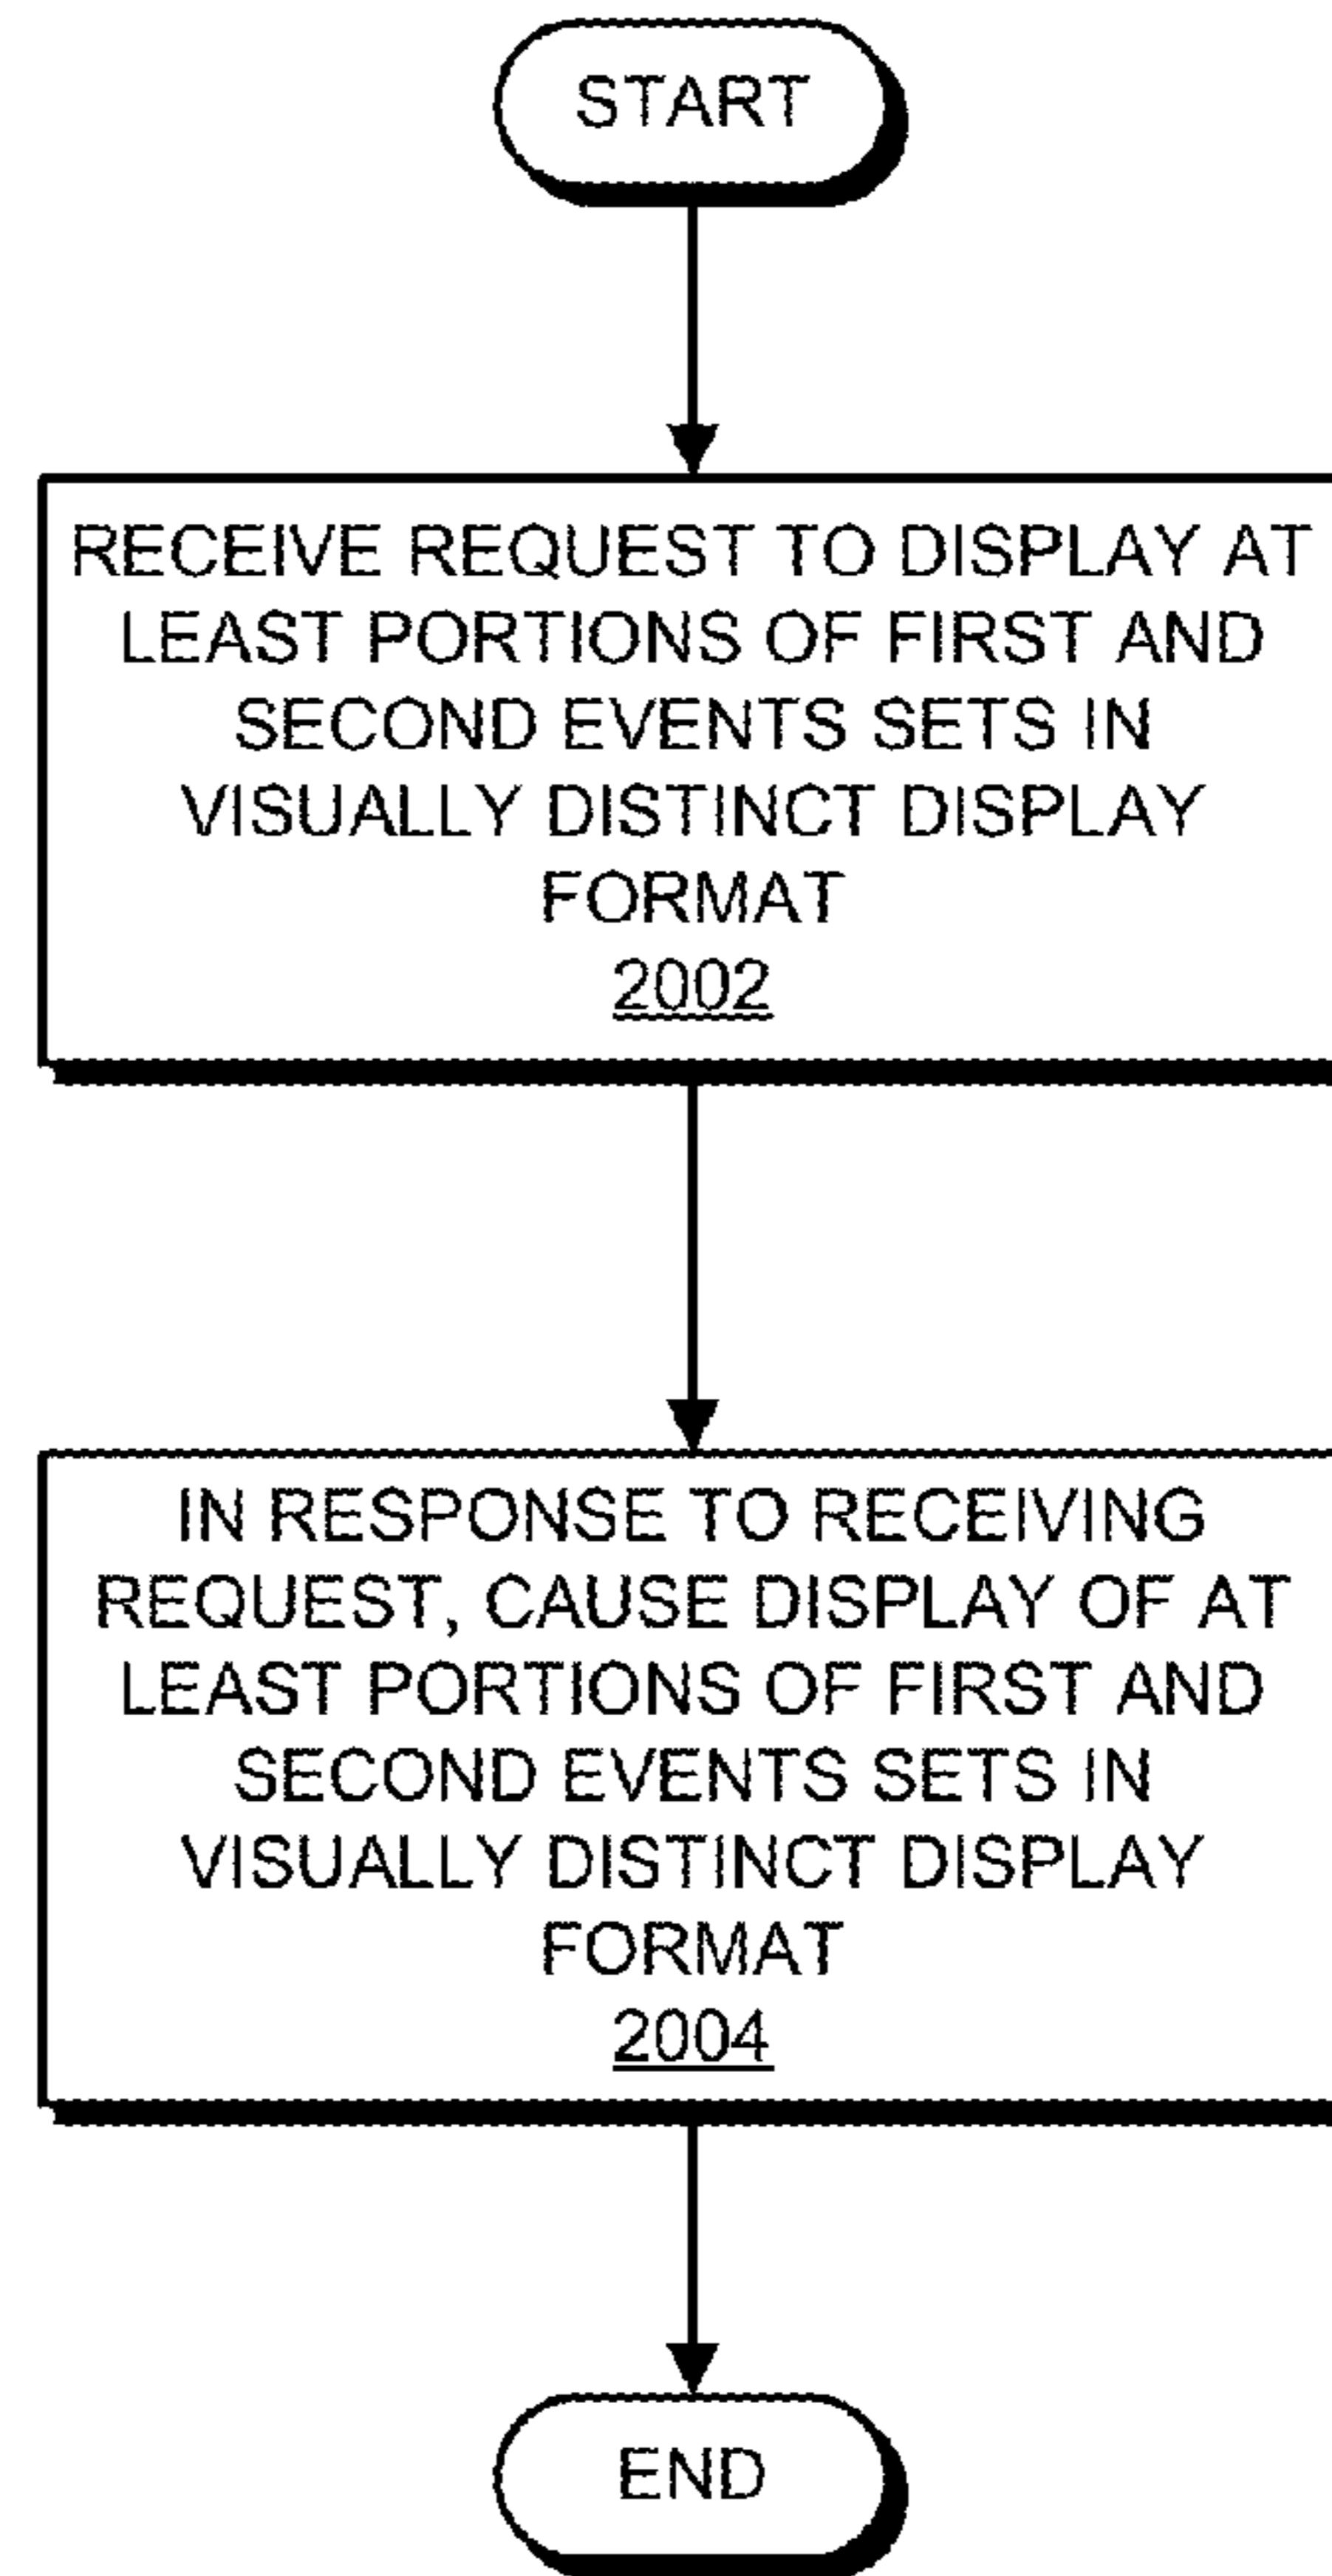 START
RECEIVE REQUEST TO DISPLAY AT
LEAST PORTIONS OF FIRST AND
SECOND EVENTS SETS IN
VISUALLY DISTINCT DISPLAY
FORMAT
2002
IN RESPONSE TO RECEIVING
REQUEST, CAUSE DISPLAY OF AT
LEAST PORTIONS OF FIRST AND
SECOND EVENTS SETS IN
VISUALLY DISTINCT DISPLAY
FORMAT
2004
END